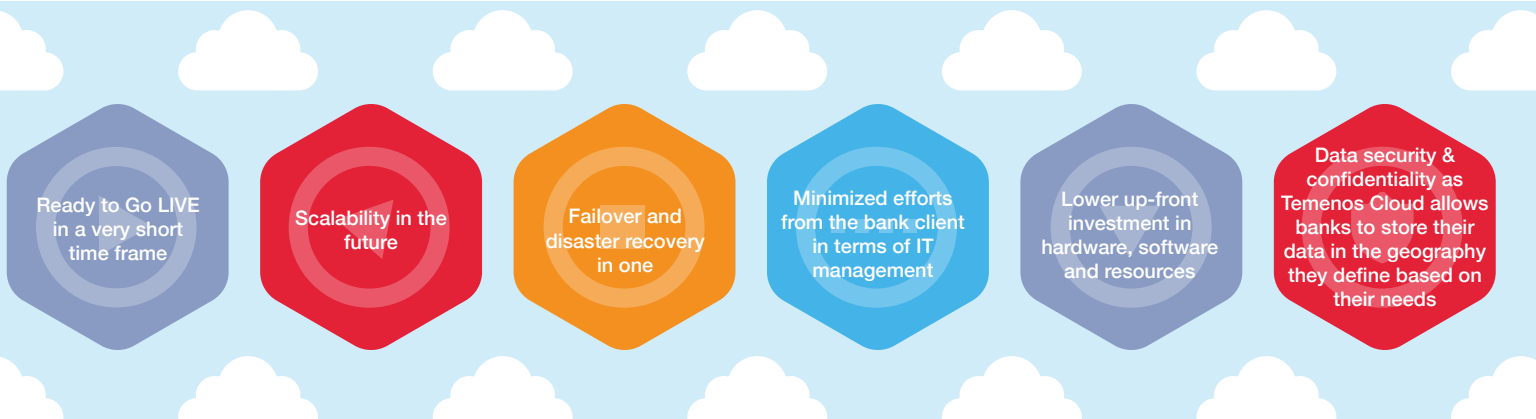 Ready to Go LIVE
in a very short
time frame
Scalability in the
future
Failover and
disaster recovery
in one
Minimized efforts
from the bank client
in terms of IT
management
Lower up-front
investment in
hardware, software
and resources
Data security &
confidentiality as
Temenos Cloud allows
banks to store their
data in the geography
they define based on
their needs